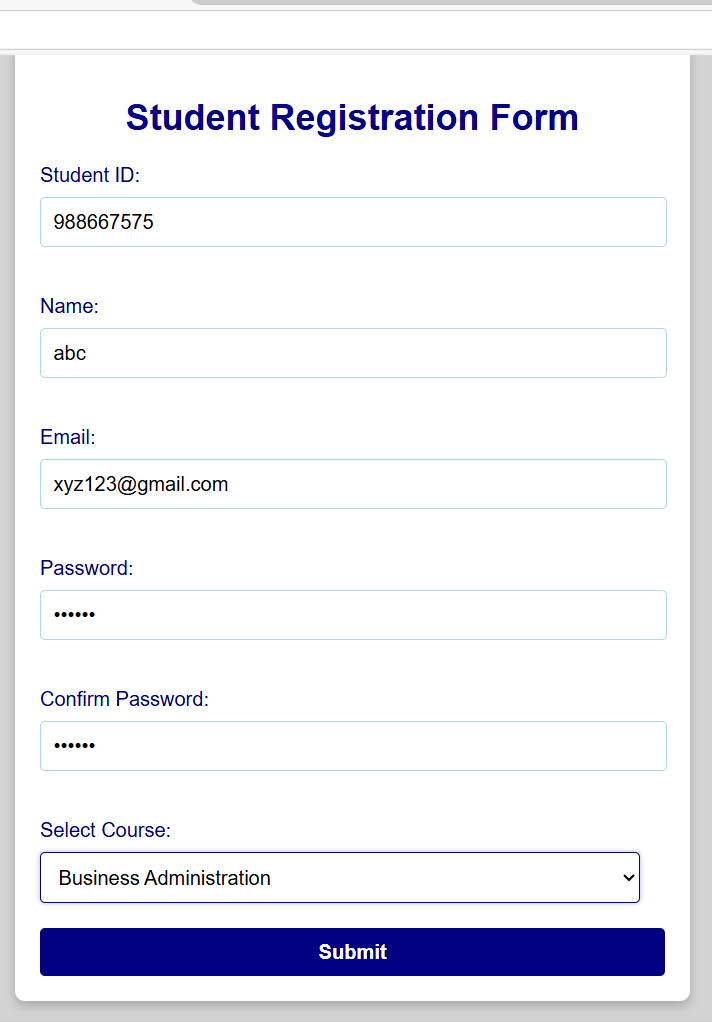 Student Registration Form
Student ID:
988667575
Name:
abc
Email:
xyz123@gmail.com
Password:
••••••
Confirm Password:
••••••
Select Course:
Business Administration
Submit